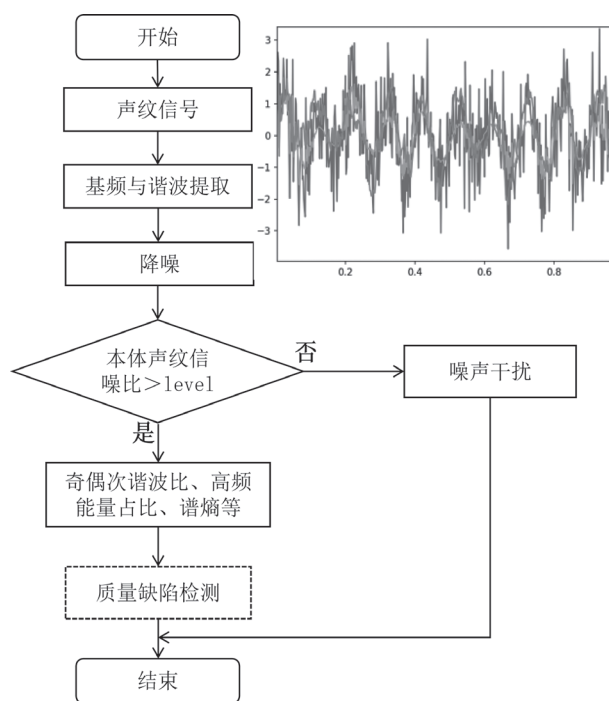 开始
声纹信号
基频与谐波提取
降噪
本体声纹信
噪比＞level
否
噪声干扰
是
奇偶次谐波比、高频
能量占比、谱熵等
质量缺陷检测
结束
3
2
1
0
−1
−2
−3
0.2
0.4
0.6
0.8